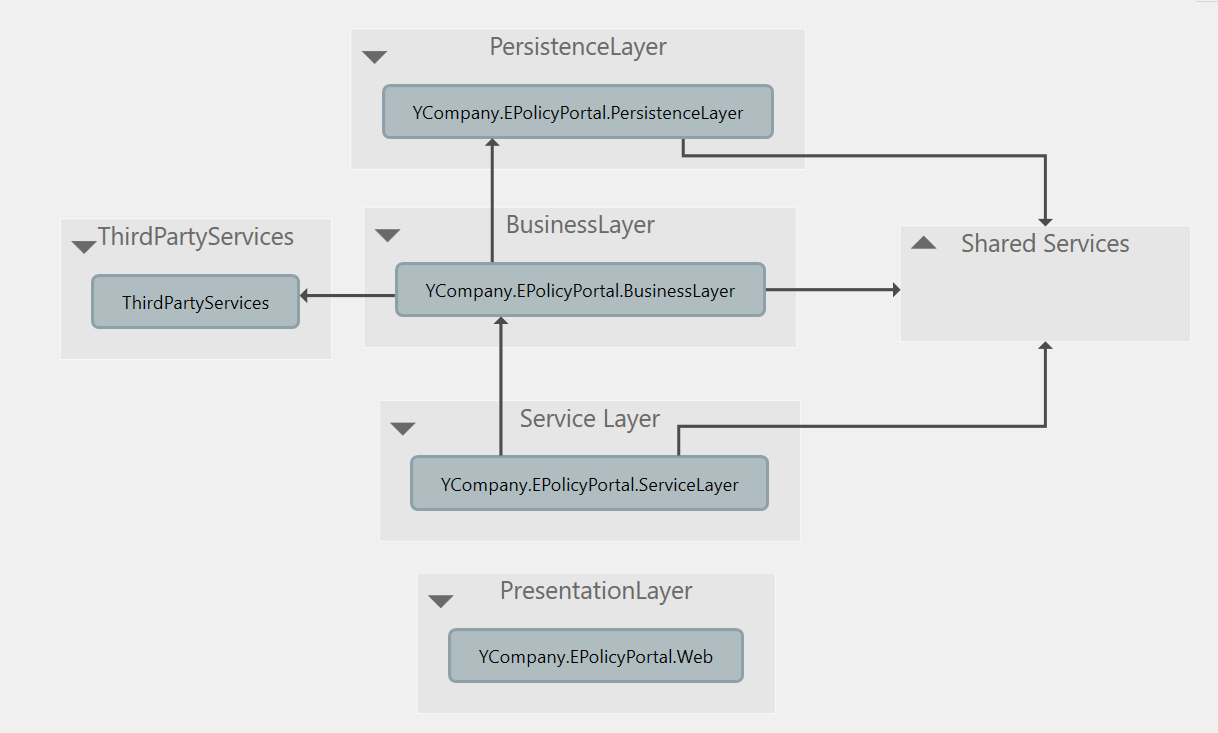 PersistenceLayer
YCompany.EPolicyPortal.PersistenceLayer
ThirdPartyServices
ThirdPartyServices
BusinessLayer
YCompany.EPolicyPortal.BusinessLayer
Shared Services
Service Layer
YCompany.EPolicyPortal.ServiceLayer
PresentationLayer
YCompany.EPolicyPortal.Web